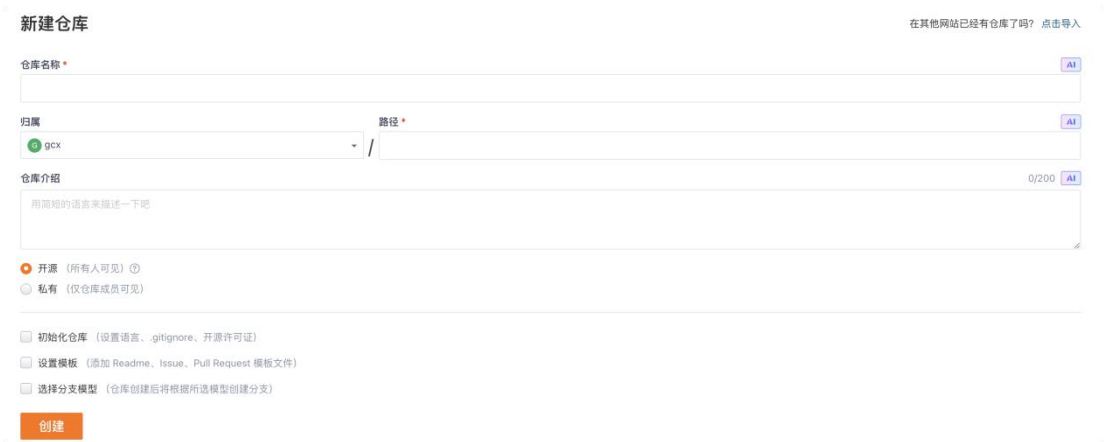 新建仓库 在其他网站已经有仓库了吗? 点击导入
仓库名称 * AI
归属 路径 * AI
G gcx /
仓库介绍 0/200 AI
用简短的语言来描述一下吧
开源 (所有人可见) ?
私有 (仅仓库成员可见)
初始化仓库 (设置语言、.gitignore、开源许可证)
设置模板 (添加 Readme、Issue、Pull Request 模板文件)
选择分支模型 (仓库创建后将根据所选模型创建分支)
创建